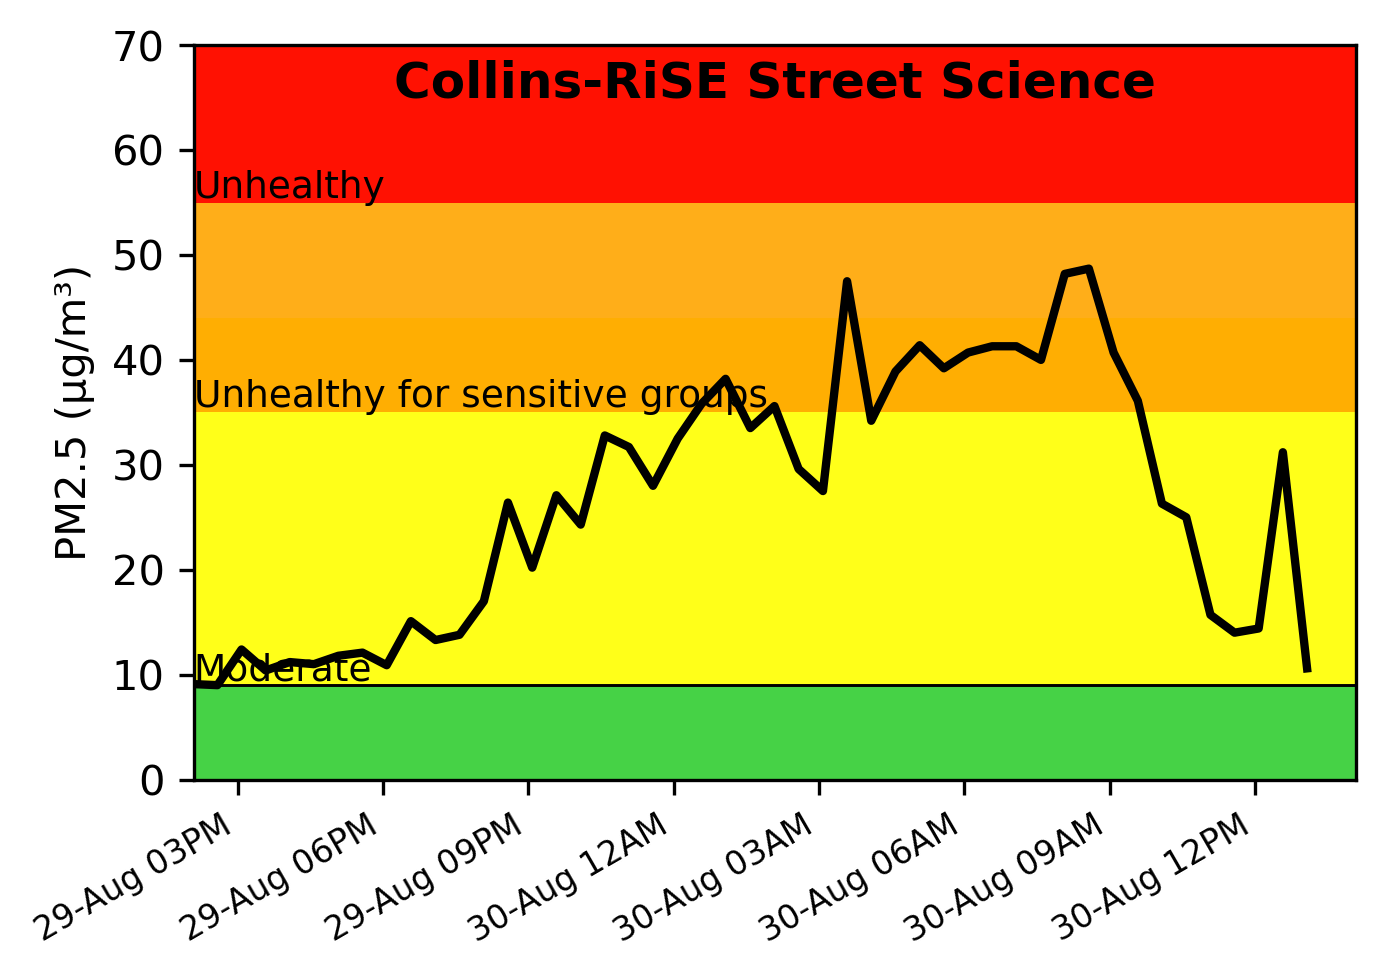 Collins-RiSE Street Science
70
60
Unhealthy
50
40
Unhealthy for sensitive groups
30
20
10
Moderate
0
PM2.5 (µg/m³)
29-Aug 03PM
29-Aug 06PM
29-Aug 09PM
30-Aug 12AM
30-Aug 03AM
30-Aug 06AM
30-Aug 09AM
30-Aug 12PM